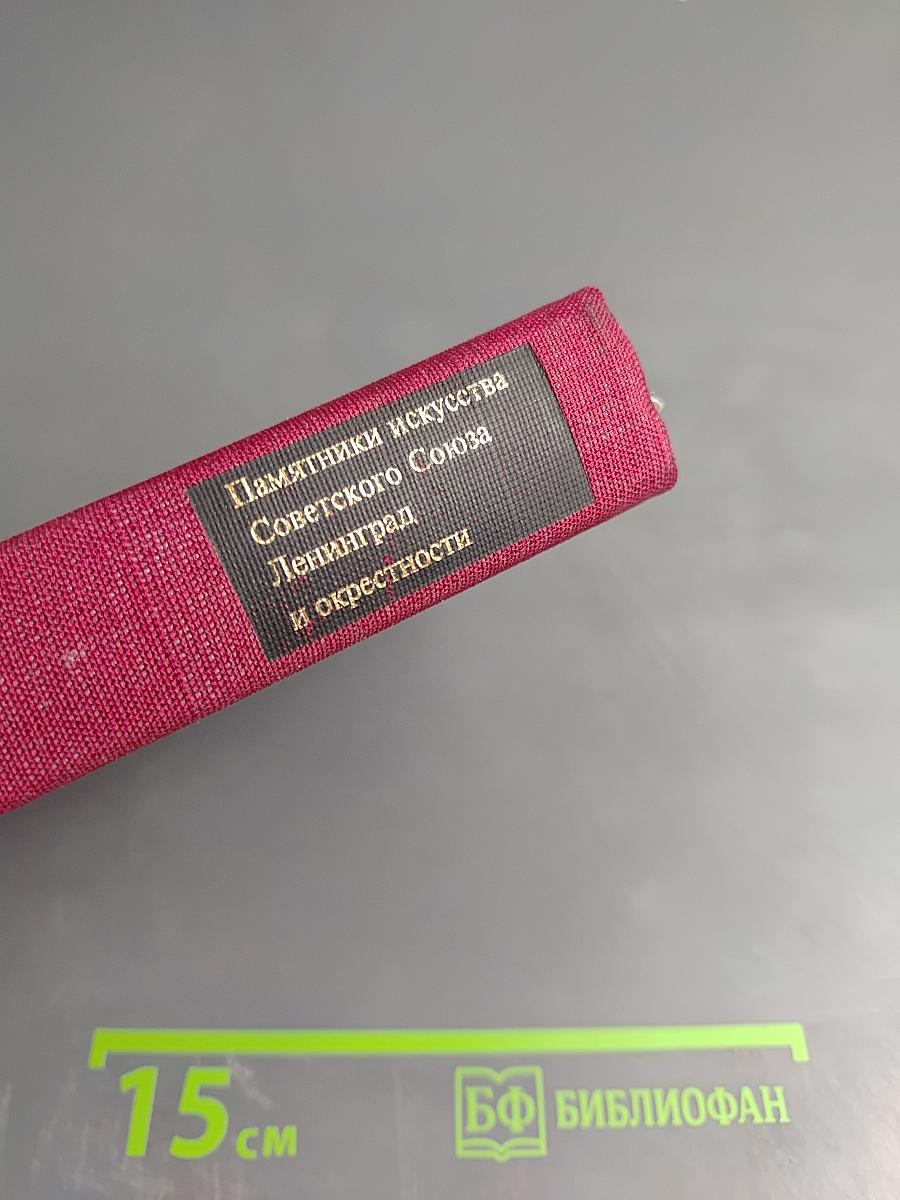 Памятники искусства
Советского Союза
Ленинград
и окрестности
15 см
БФ БИБЛИОФАН